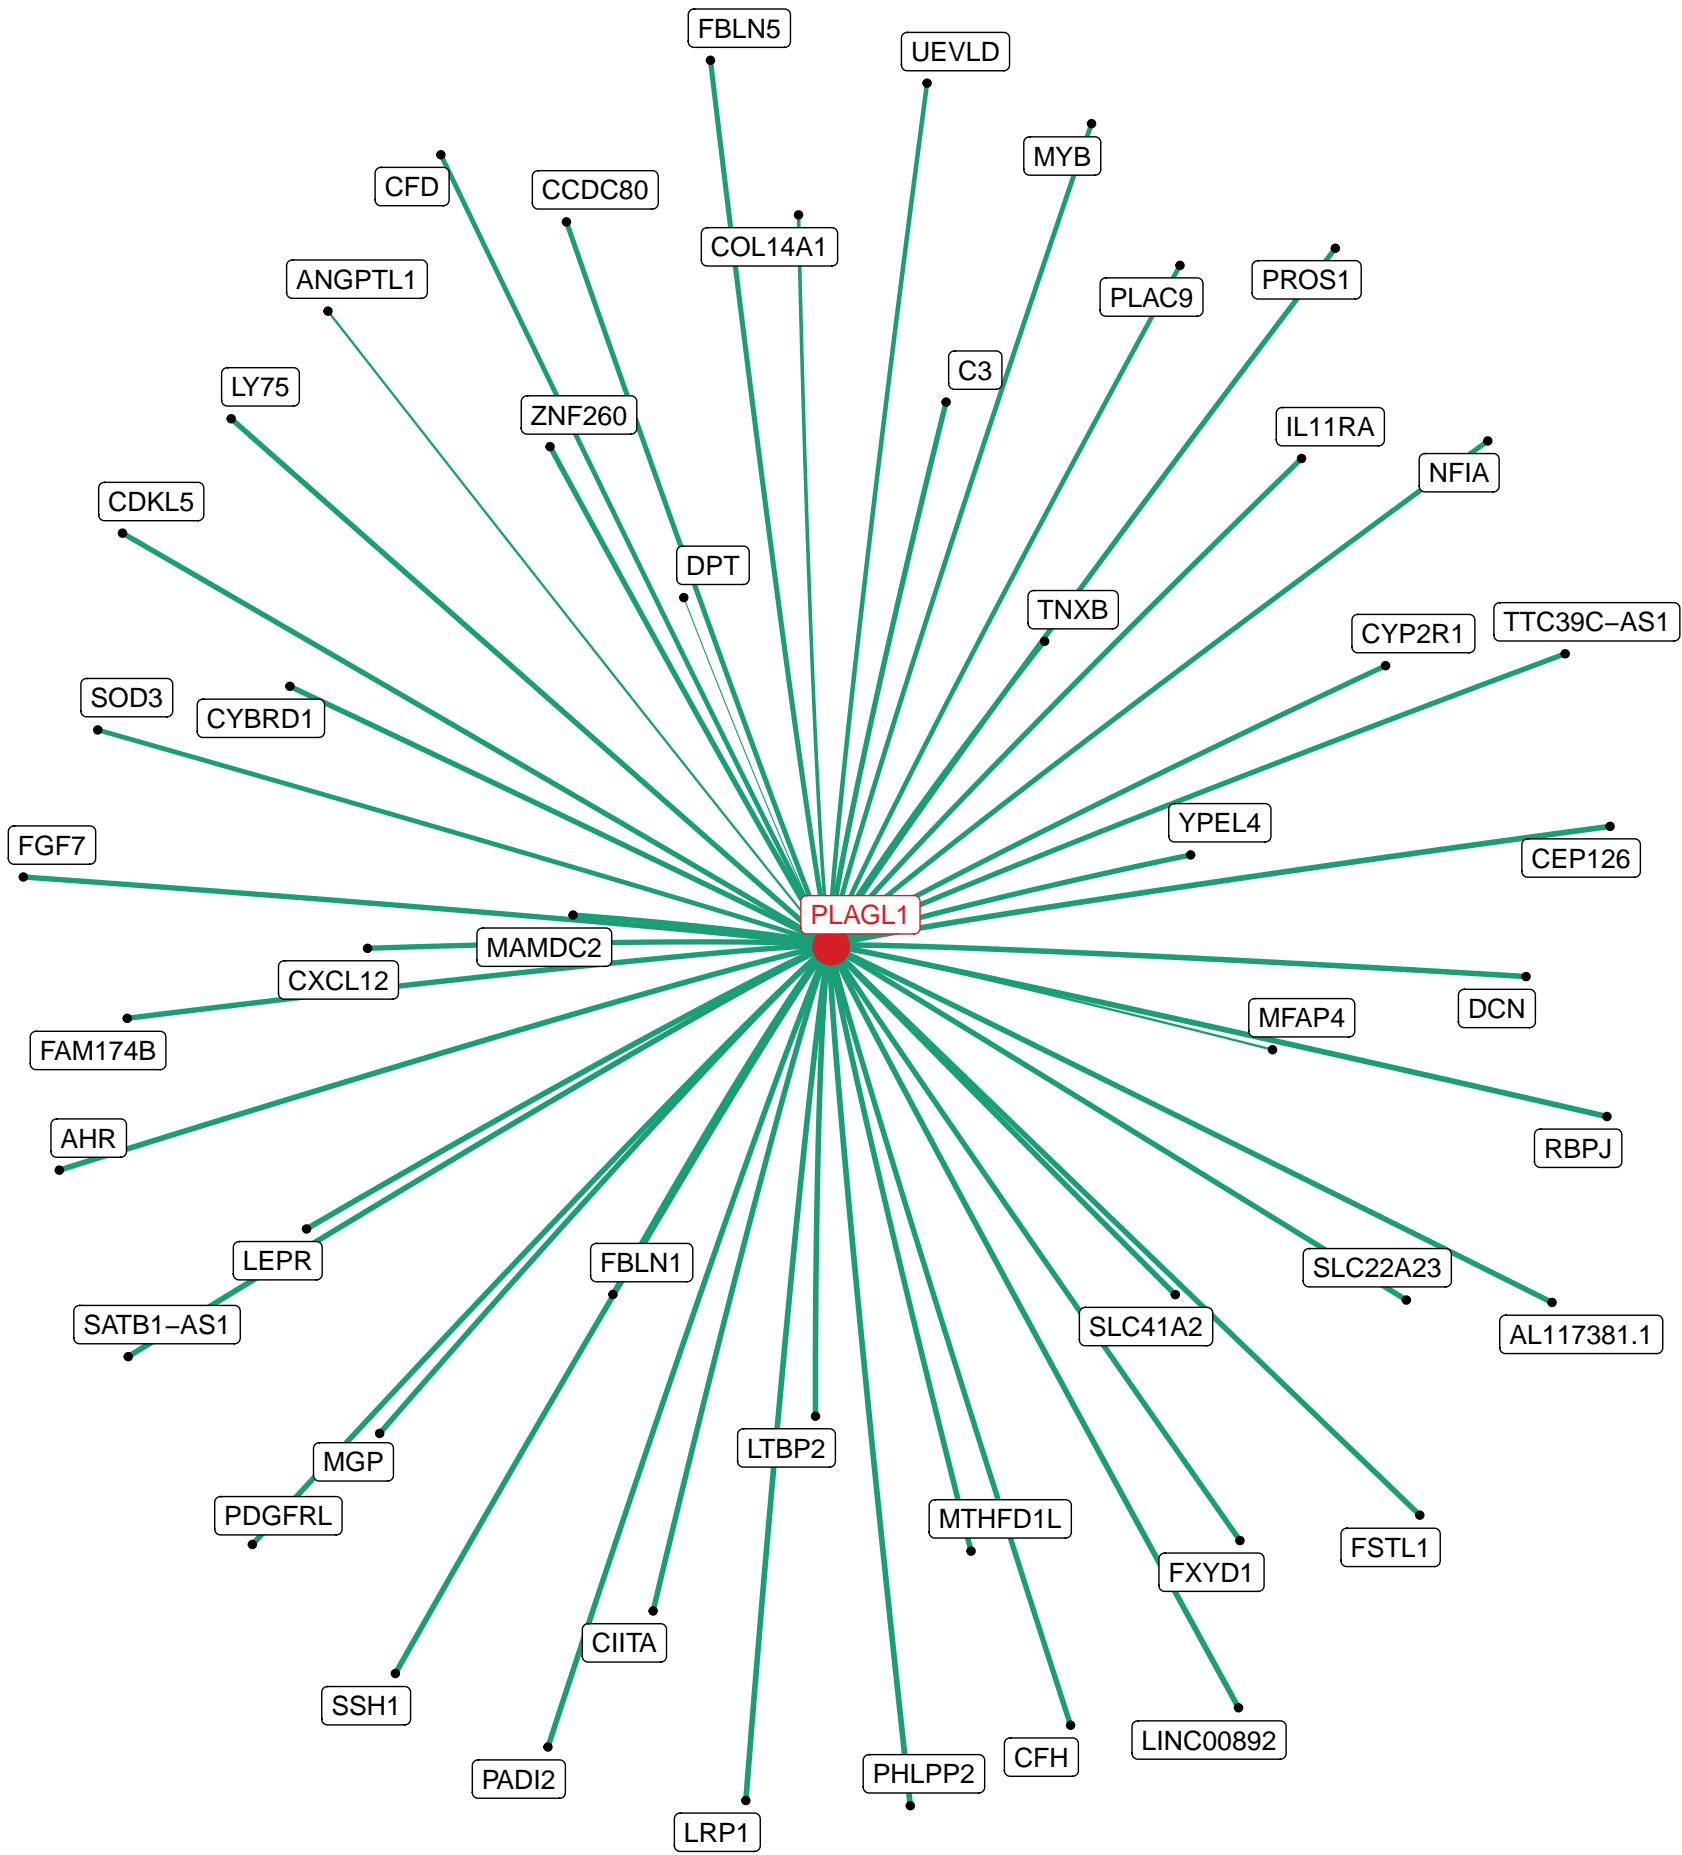 FBLN5
UEVLD
MYB
CFD
CCDC80
COL14A1
ANGPTL1
PROS1
PLAC9
C3
LY75
ZNF260
IL11RA
NFIA
CDKL5
DPT
TNXB
TTC39C−AS1
CYP2R1
SOD3
CYBRD1
YPEL4
FGF7
CEP126
PLAGL1
MAMDC2
CXCL12
DCN
MFAP4
FAM174B
AHR
RBPJ
LEPR
FBLN1
SLC22A23
SATB1−AS1
SLC41A2
AL117381.1
LTBP2
MGP
PDGFRL
MTHFD1L
FSTL1
FXYD1
CIITA
SSH1
LINC00892
CFH
PHLPP2
PADI2
LRP1